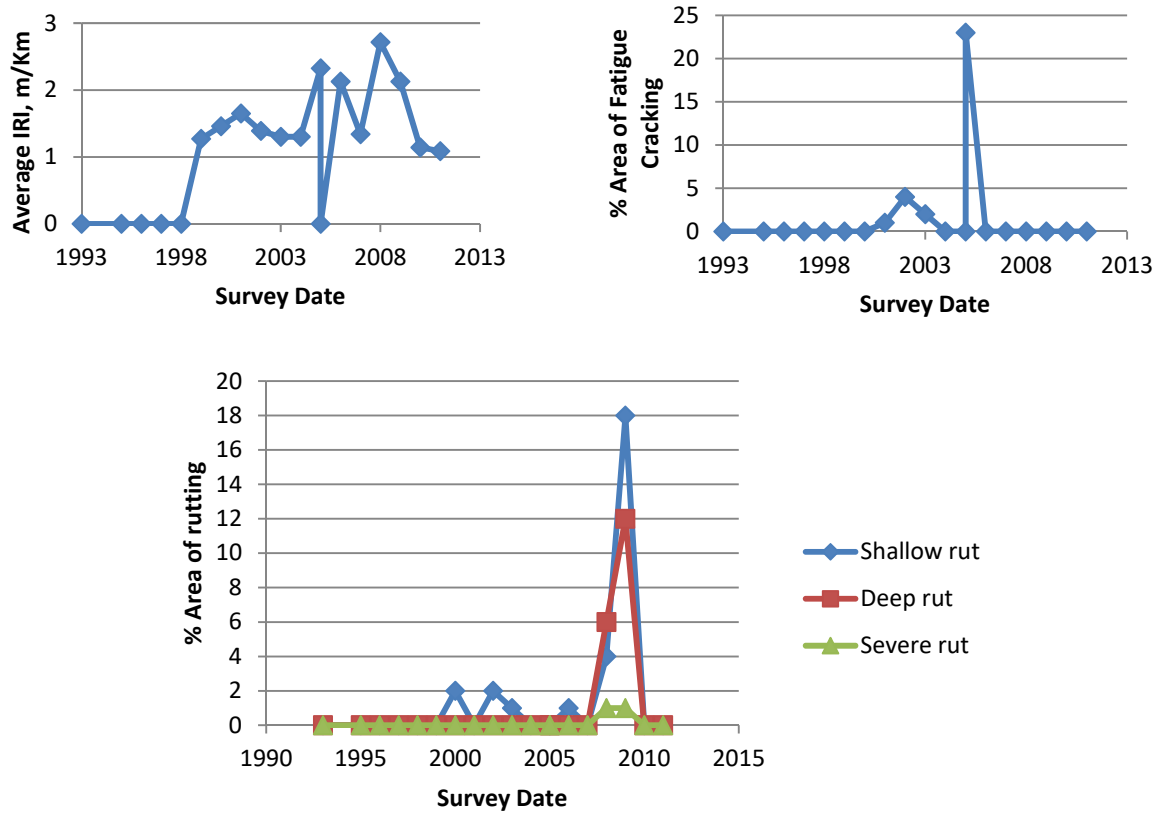 3
2
1
0
Average IRI, m/Km
1993 1998 2003 2008 2013
Survey Date
25
20
15
10
5
0
% Area of Fatigue
Cracking
1993 1998 2003 2008 2013
Survey Date
20
18
16
14
12
10
8
6
4
2
0
% Area of rutting
1990 1995 2000 2005 2010 2015
Survey Date
Shallow rut
Deep rut
Severe rut